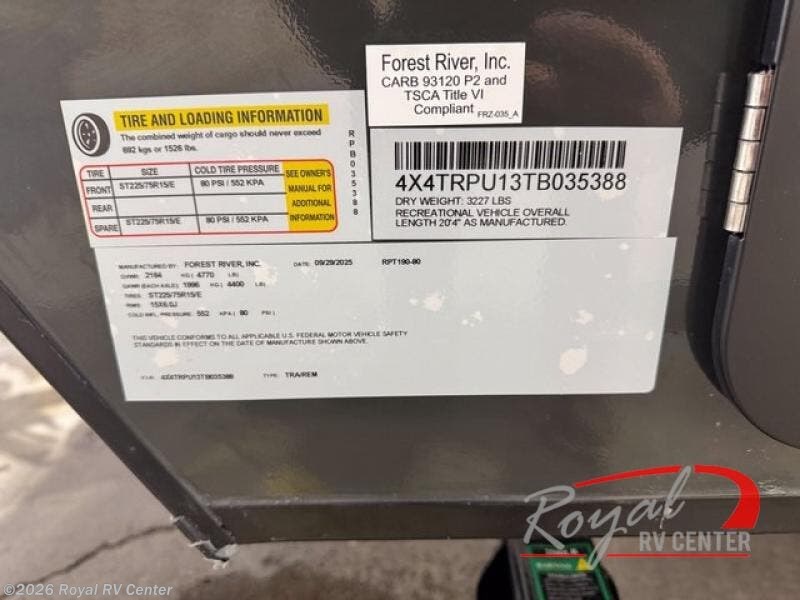 Forest River, Inc.
CARB 93120 P2 and
TSCA Title VI
Compliant
FRZ-035_A
TIRE AND LOADING INFORMATION
The combined weight of cargo should never exceed
692 kgs or 1526 lbs.
TIRE SIZE COLD TIRE PRESSURE SEE OWNER'S
MANUAL FOR
ADDITIONAL
INFORMATION
FRONT ST225/75R15/E 80 PSI / 552 KPA
REAR
SPARE ST225/75R15/E 80 PSI / 552 KPA
RPB035388
4X4TRPU13TB035388
DRY WEIGHT: 3227 LBS
RECREATIONAL VEHICLE OVERALL
LENGTH 20'4" AS MANUFACTURED.
MANUFACTURED BY: FOREST RIVER, INC. DATE: 09/29/2025 RPT190-80
GVWR: 2164 KG ( 4770 LB)
GAWR (EACH AXLE): 1996 KG ( 4400 LB)
TIRES: ST225/75R15/E
RIMS: 15X6.0J
COLD INFL. PRESSURE: 552 KPA ( 80 PSI )
THIS VEHICLE CONFORMS TO ALL APPLICABLE U.S. FEDERAL MOTOR VEHICLE SAFETY
STANDARDS IN EFFECT ON THE DATE OF MANUFACTURE SHOWN ABOVE.
V.I.N.: 4X4TRPU13TB035388 TYPE: TRA/REM
Royal
RV CENTER
©2026 Royal RV Center